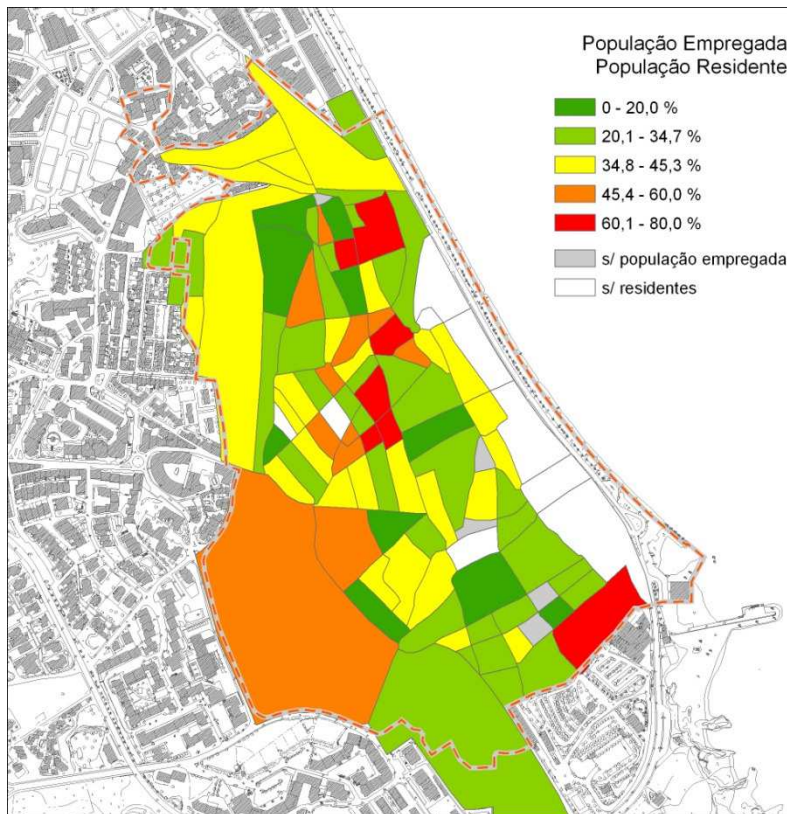 População Empregada
População Residente
0 - 20,0 %
20,1 - 34,7 %
34,8 - 45,3 %
45,4 - 60,0 %
60,1 - 80,0 %
s/ população empregada
s/ residentes